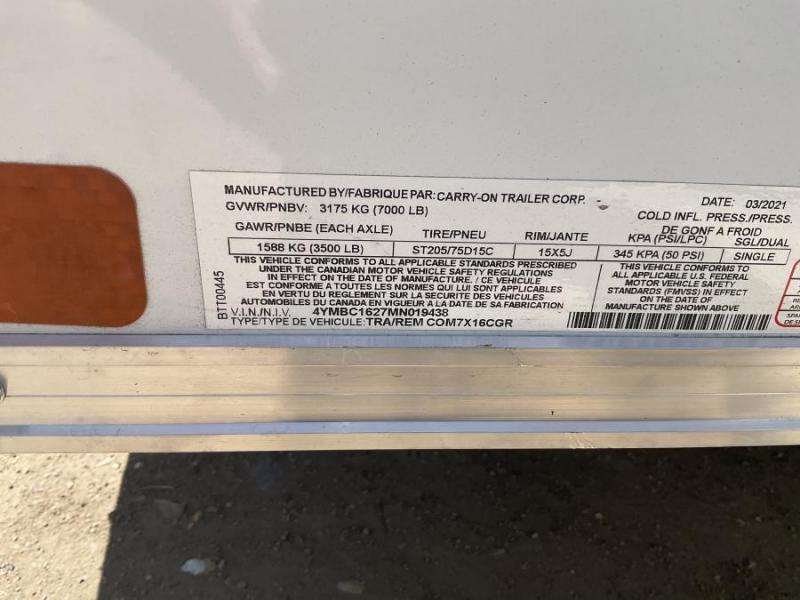 MANUFACTURED BY/FABRIQUE PAR: CARRY-ON TRAILER CORP. DATE: 03/2021
GVWR/PNBV: 3175 KG (7000 LB) COLD INFL. PRESS./PRESS.
DE GONF A FROID
GAWR/PNBE (EACH AXLE) TIRE/PNEU RIM/JANTE KPA (PSI/LPC) SGL/DUAL
1588 KG (3500 LB) ST205/75D15C 15X5J 345 KPA (50 PSI) SINGLE
THIS VEHICLE CONFORMS TO ALL APPLICABLE STANDARDS PRESCRIBED
UNDER THE CANADIAN MOTOR VEHICLE SAFETY REGULATIONS
IN EFFECT ON THE DATE OF MANUFACTURE. / CE VEHICULE
EST CONFORME A TOUTES LES NORMES QUI LUI SONT APPLICABLES
EN VERTU DU REGLEMENT SUR LA SECURITE DES VEHICULES
AUTOMOBILES DU CANADA EN VIGUEUR A LA DATE DE SA FABRICATION
THIS VEHICLE CONFORMS TO
ALL APPLICABLE U.S. FEDERAL
MOTOR VEHICLE SAFETY
STANDARDS (FMVSS) IN EFFECT
ON THE DATE OF
MANUFACTURE SHOWN ABOVE
V.I.N./N.I.V. 4YMBC1627MN019438
TYPE/TYPE DE VEHICULE: TRA/REM COM7X16CGR
BTT00445